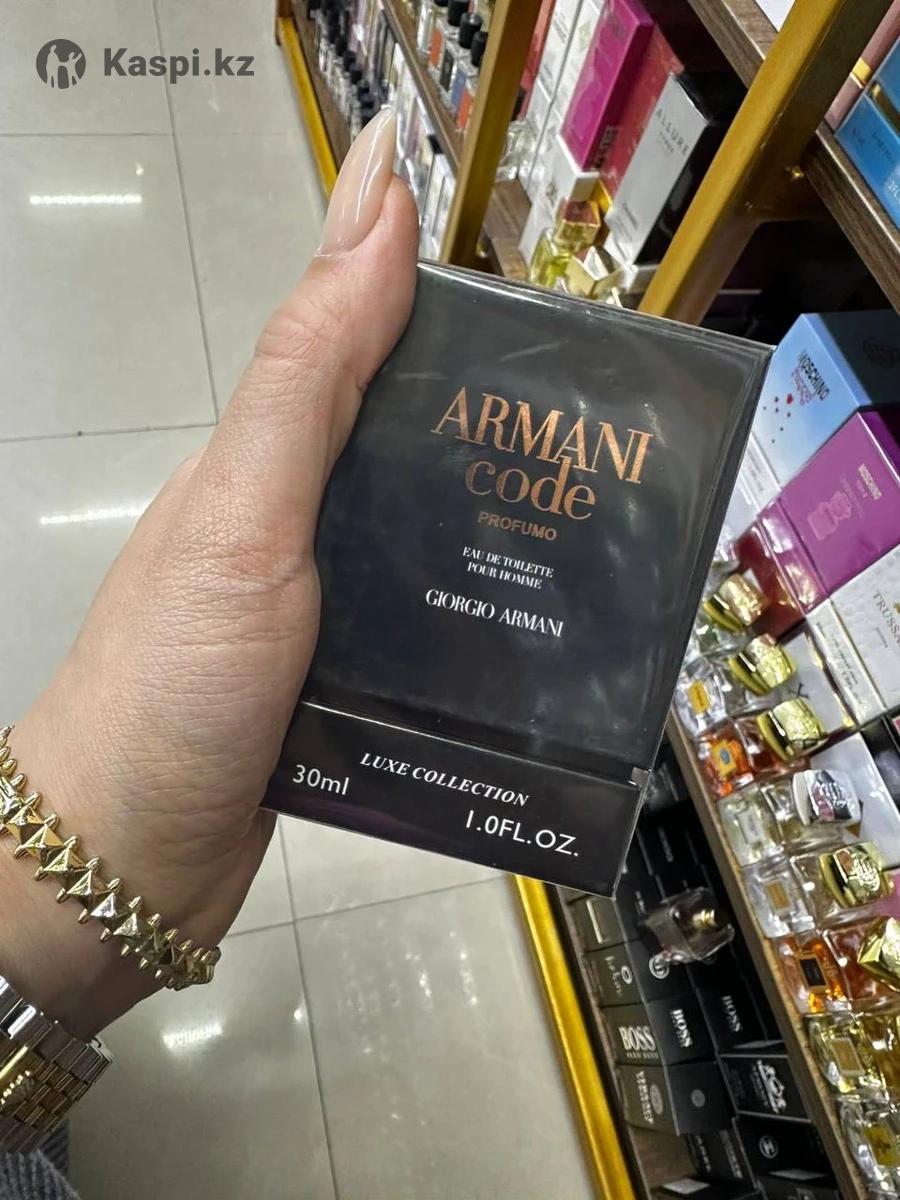 Kaspi.kz
ALLURE
ARMANI
code
PROFUMO
EAU DE TOILETTE
POUR HOMME
GIORGIO ARMANI
LUXE COLLECTION
30ml
1.0FL.OZ.
MOSCHINO
MOSCHINO
BOSS
BOSS
BOSS